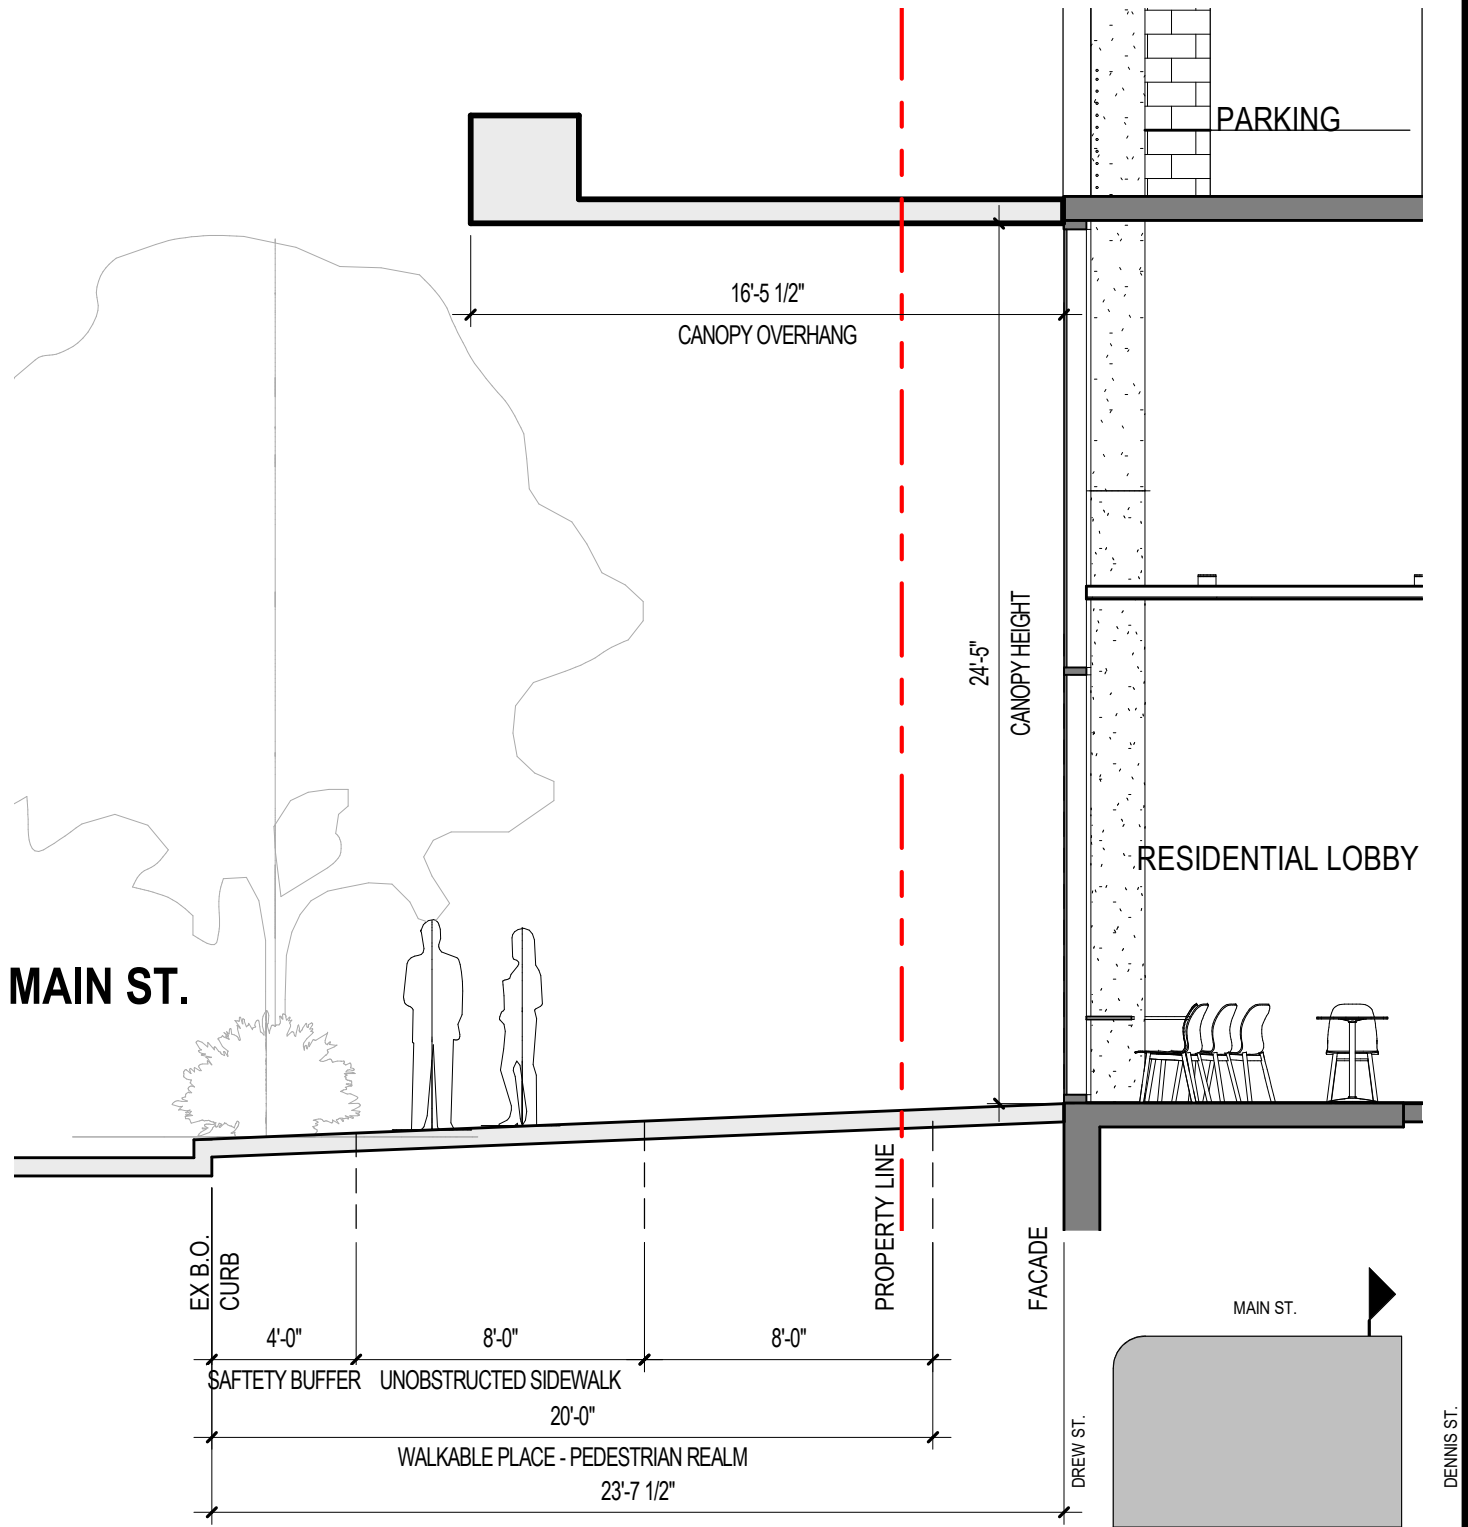 PARKING
16'-5 1/2"
CANOPY OVERHANG
24'-5"
CANOPY HEIGHT
RESIDENTIAL LOBBY
MAIN ST.
EX B.O.
CURB
PROPERTY LINE
FACADE
4'-0"
8'-0"
8'-0"
SAFTETY BUFFER
UNOBSTRUCTED SIDEWALK
20'-0"
WALKABLE PLACE - PEDESTRIAN REALM
23'-7 1/2"
MAIN ST.
DREW ST.
DENNIS ST.